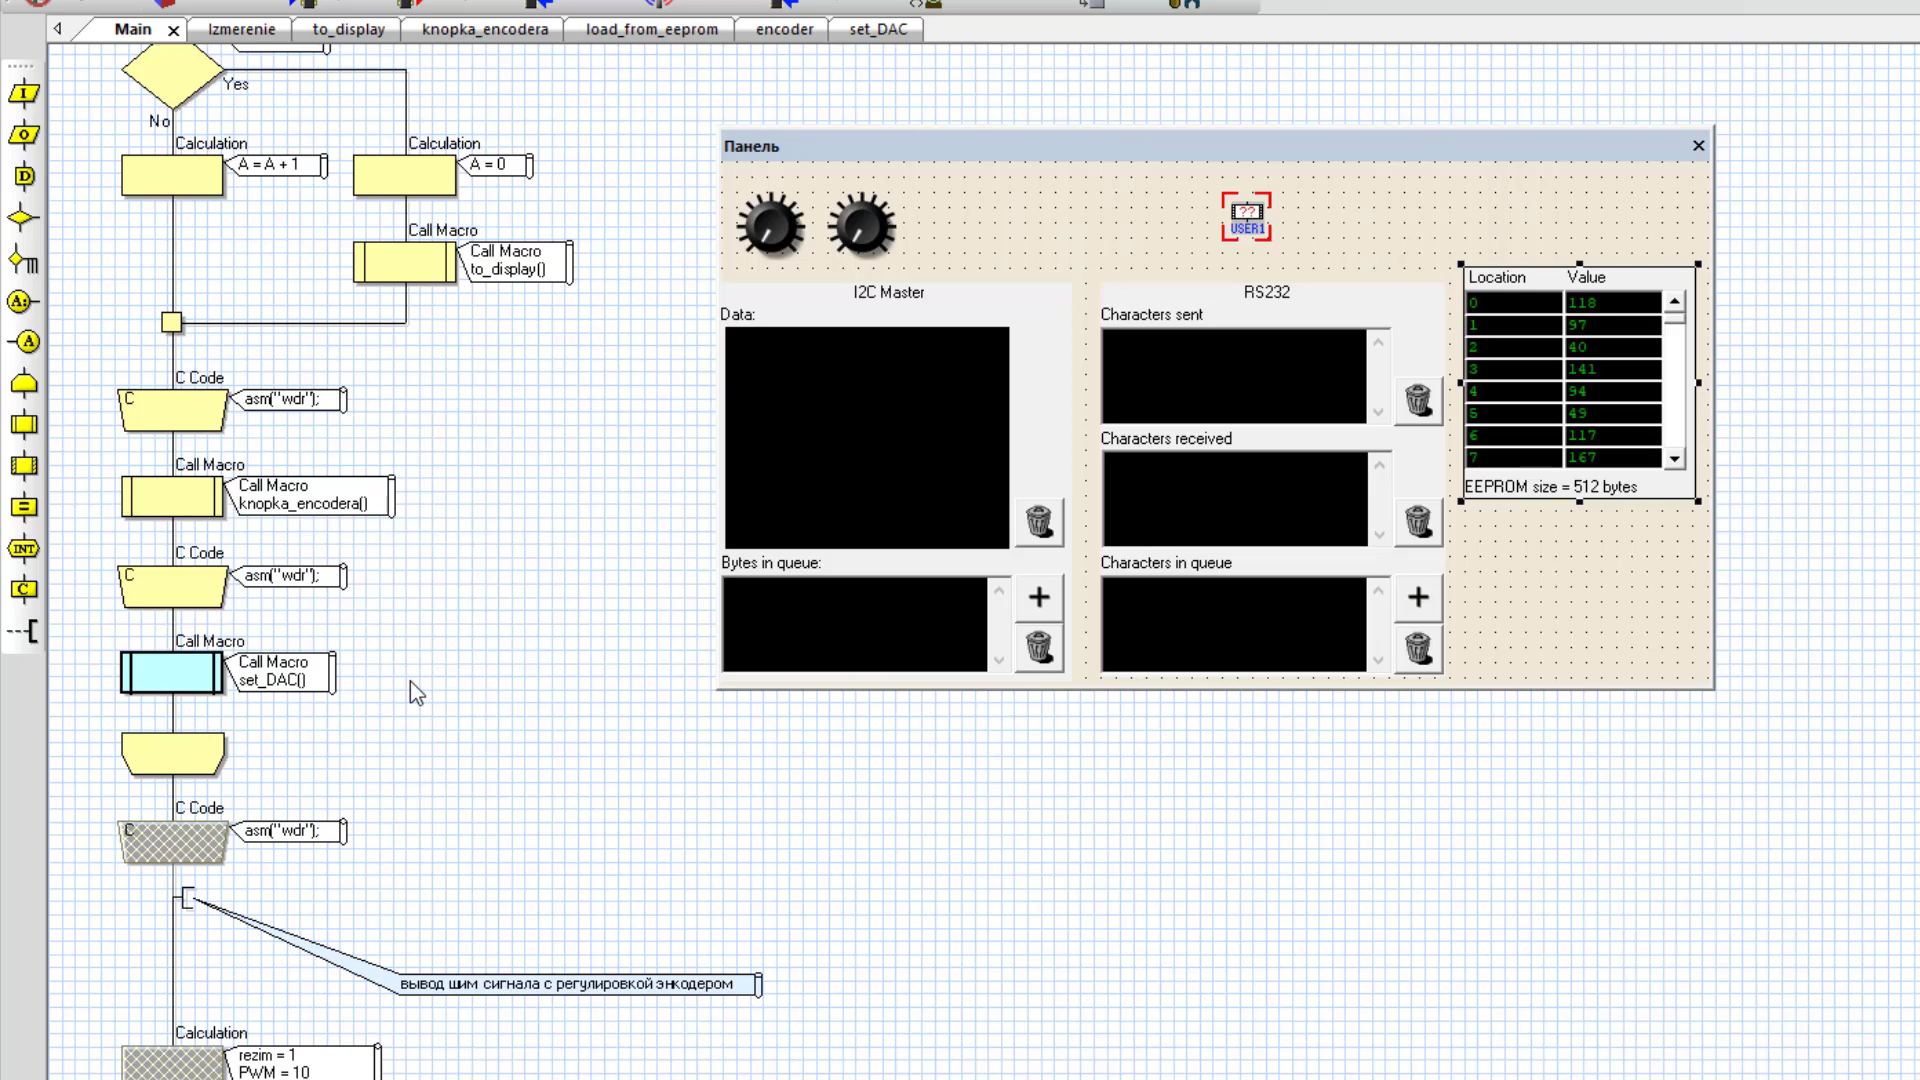 Main
Izmerenie
to_display
knopka_encodera
load_from_eeprom
encoder
set_DAC
I
O
D
A:
A
INT
C
Yes
No
Calculation
A = A + 1
Calculation
A = 0
Call Macro
Call Macro
to_display()
C Code
C
asm("wdr");
Call Macro
Call Macro
knopka_encodera()
C Code
C
asm("wdr");
Call Macro
Call Macro
set_DAC()
C Code
C
asm("wdr");
вывод шим сигнала с регулировкой энкодером
Calculation
rezim = 1
PWM = 10
Панель
??
USER1
I2C Master
Data:
Bytes in queue:
RS232
Characters sent
Characters received
Characters in queue
Location Value
0 118
1 97
2 40
3 141
4 94
5 49
6 117
7 167
EEPROM size = 512 bytes